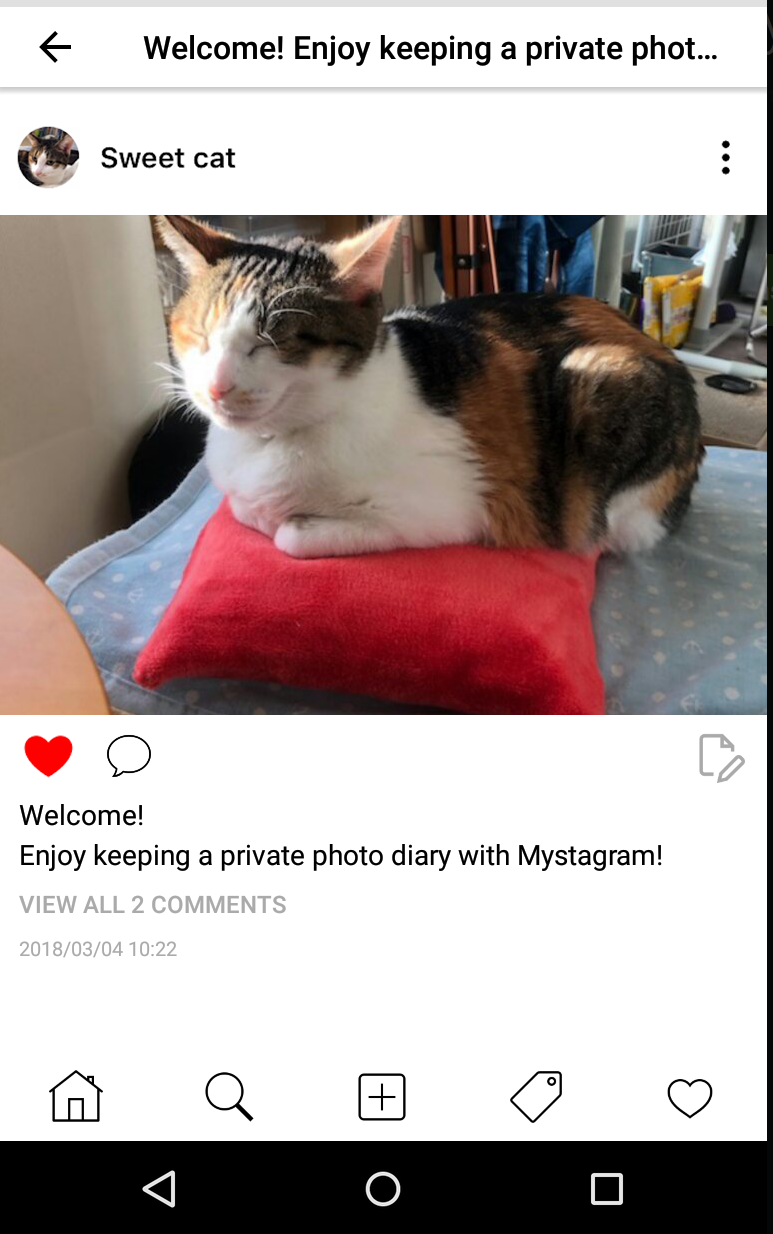 Welcome! Enjoy keeping a private phot...
Sweet cat
Welcome!
Enjoy keeping a private photo diary with Mystagram!
VIEW ALL 2 COMMENTS
2018/03/04 10:22